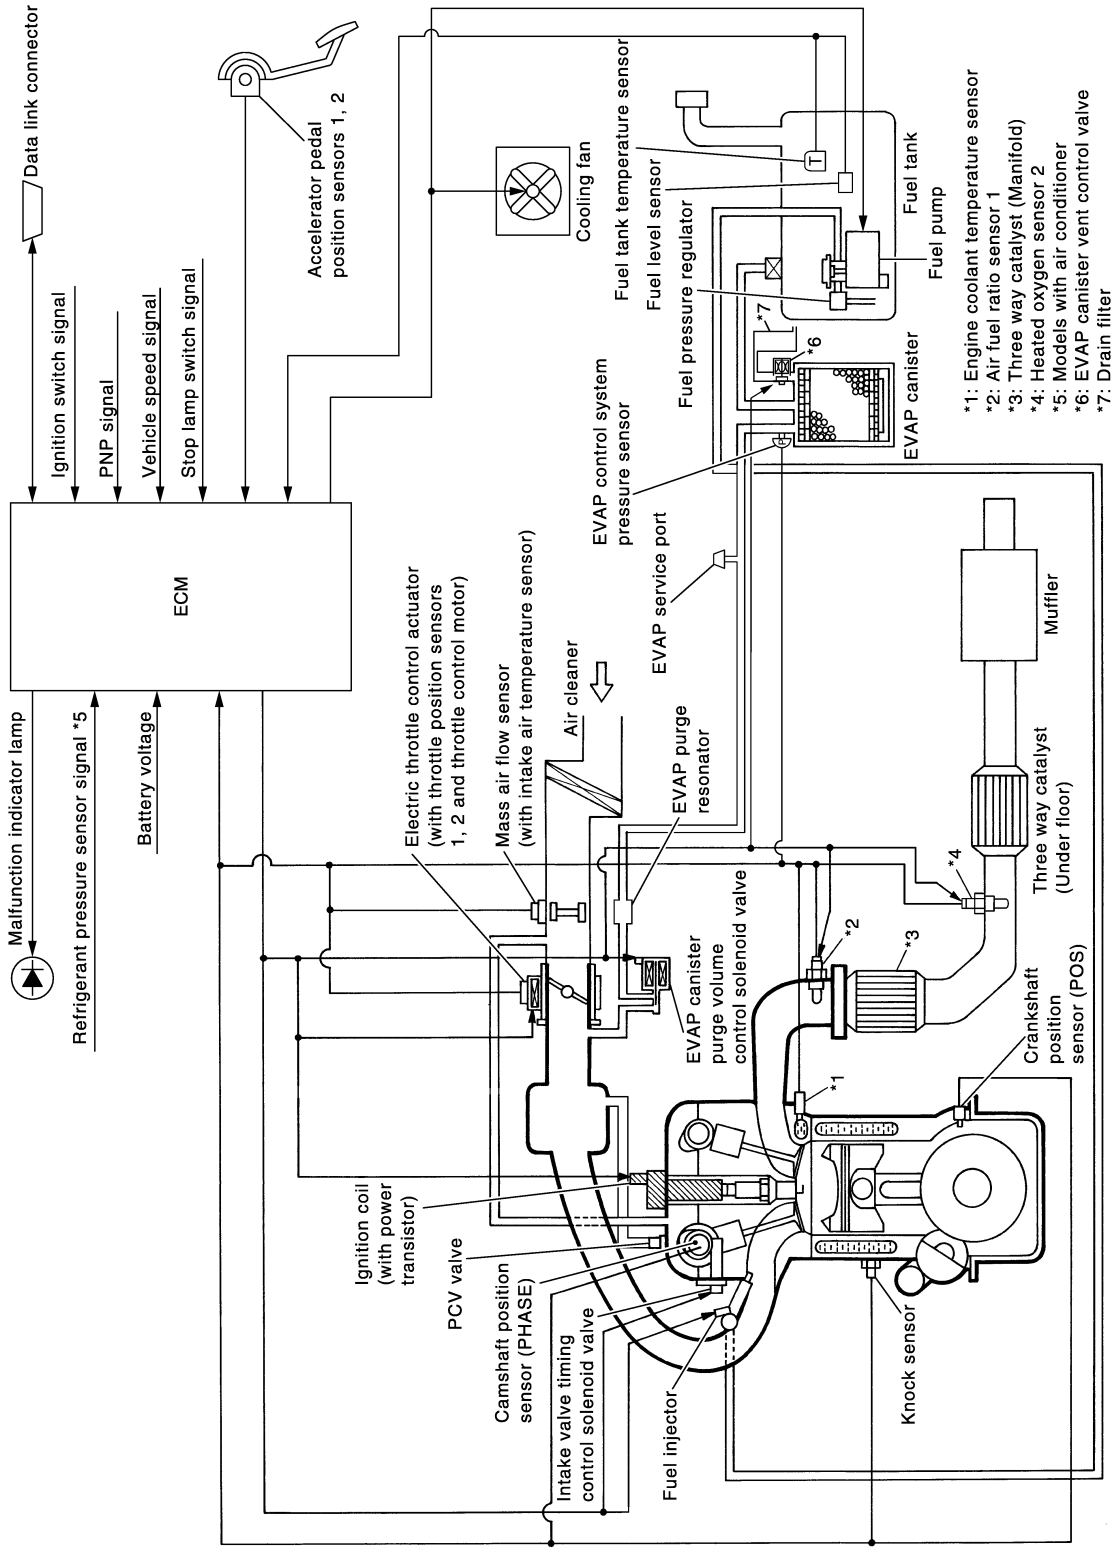 Malfunction indicator lamp
Refrigerant pressure sensor signal *5
Battery voltage
ECM
Data link connector
Ignition switch signal
PNP signal
Vehicle speed signal
Stop lamp switch signal
Accelerator pedal
position sensors 1, 2
Electric throttle control actuator
(with throttle position sensors
1, 2 and throttle control motor)
Mass air flow sensor
(with intake air temperature sensor)
Air cleaner
Cooling fan
Fuel tank temperature sensor
Fuel level sensor
Fuel pressure regulator
T
Fuel tank
Fuel pump
*7
*6
EVAP canister
EVAP control system
pressure sensor
P
EVAP service port
EVAP purge
resonator
EVAP canister
purge volume
control solenoid valve
Ignition coil
(with power
transistor)
PCV valve
Camshaft position
sensor (PHASE)
Intake valve timing
control solenoid valve
Fuel injector
Knock sensor
*1
*2
*3
*4
Crankshaft
position
sensor (POS)
Three way catalyst
(Under floor)
Muffler
*1: Engine coolant temperature sensor
*2: Air fuel ratio sensor 1
*3: Three way catalyst (Manifold)
*4: Heated oxygen sensor 2
*5: Models with air conditioner
*6: EVAP canister vent control valve
*7: Drain filter